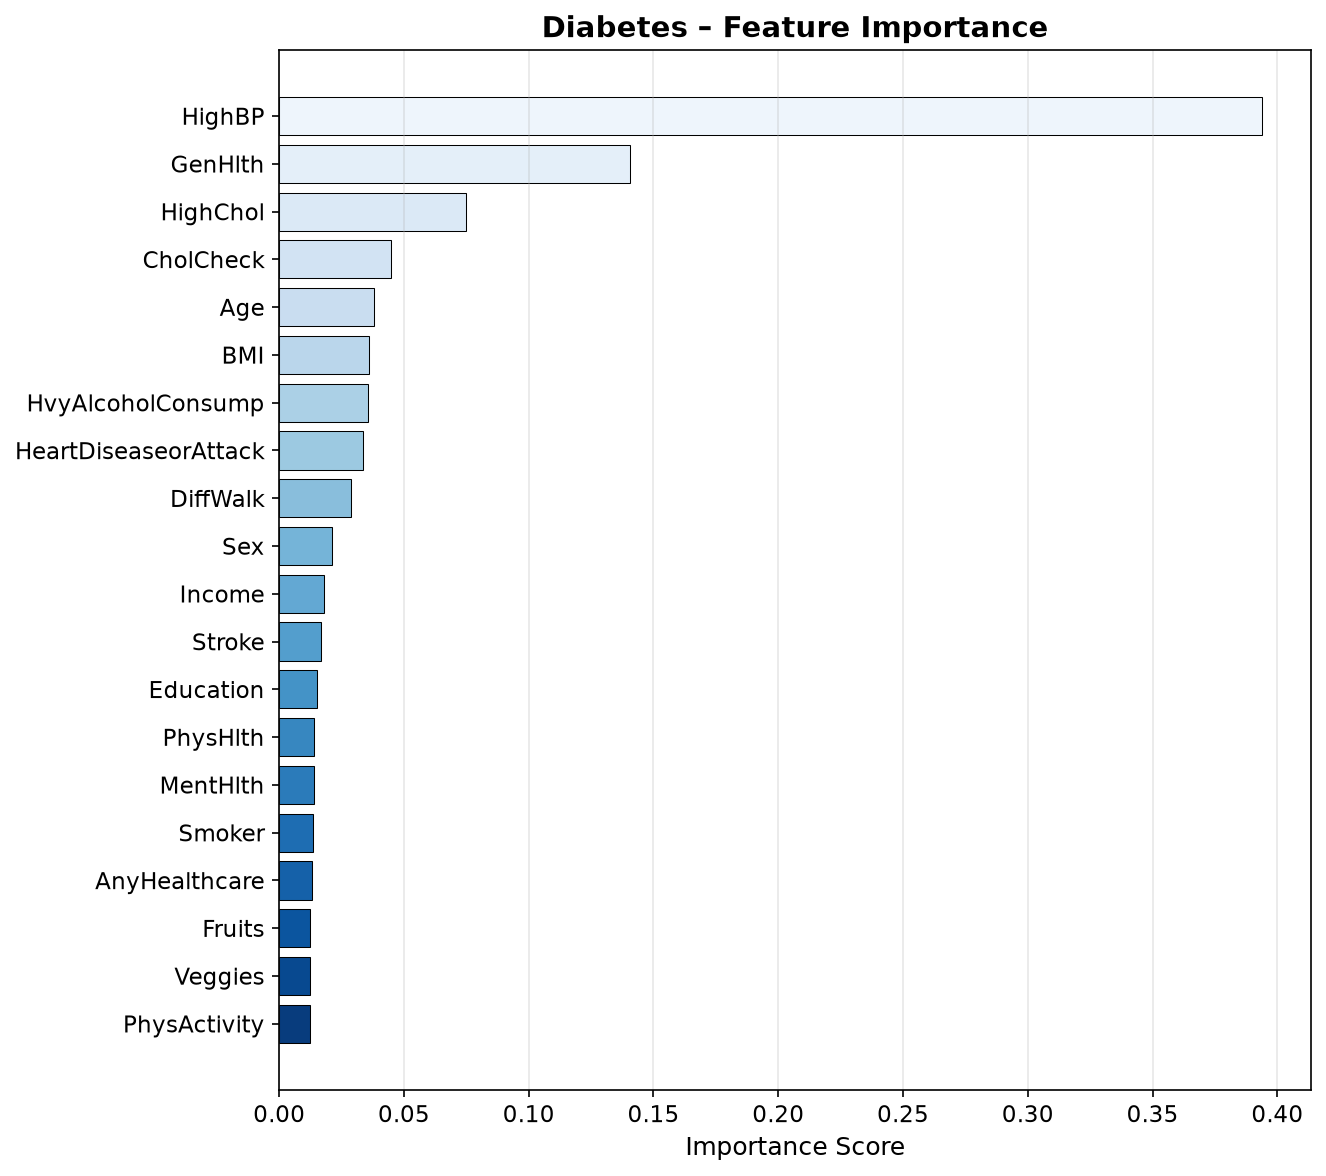 Diabetes – Feature Importance
HighBP
GenHlth
HighChol
CholCheck
Age
BMI
HvyAlcoholConsump
HeartDiseaseorAttack
DiffWalk
Sex
Income
Stroke
Education
PhysHlth
MentHlth
Smoker
AnyHealthcare
Fruits
Veggies
PhysActivity
0.00 0.05 0.10 0.15 0.20 0.25 0.30 0.35 0.40
Importance Score